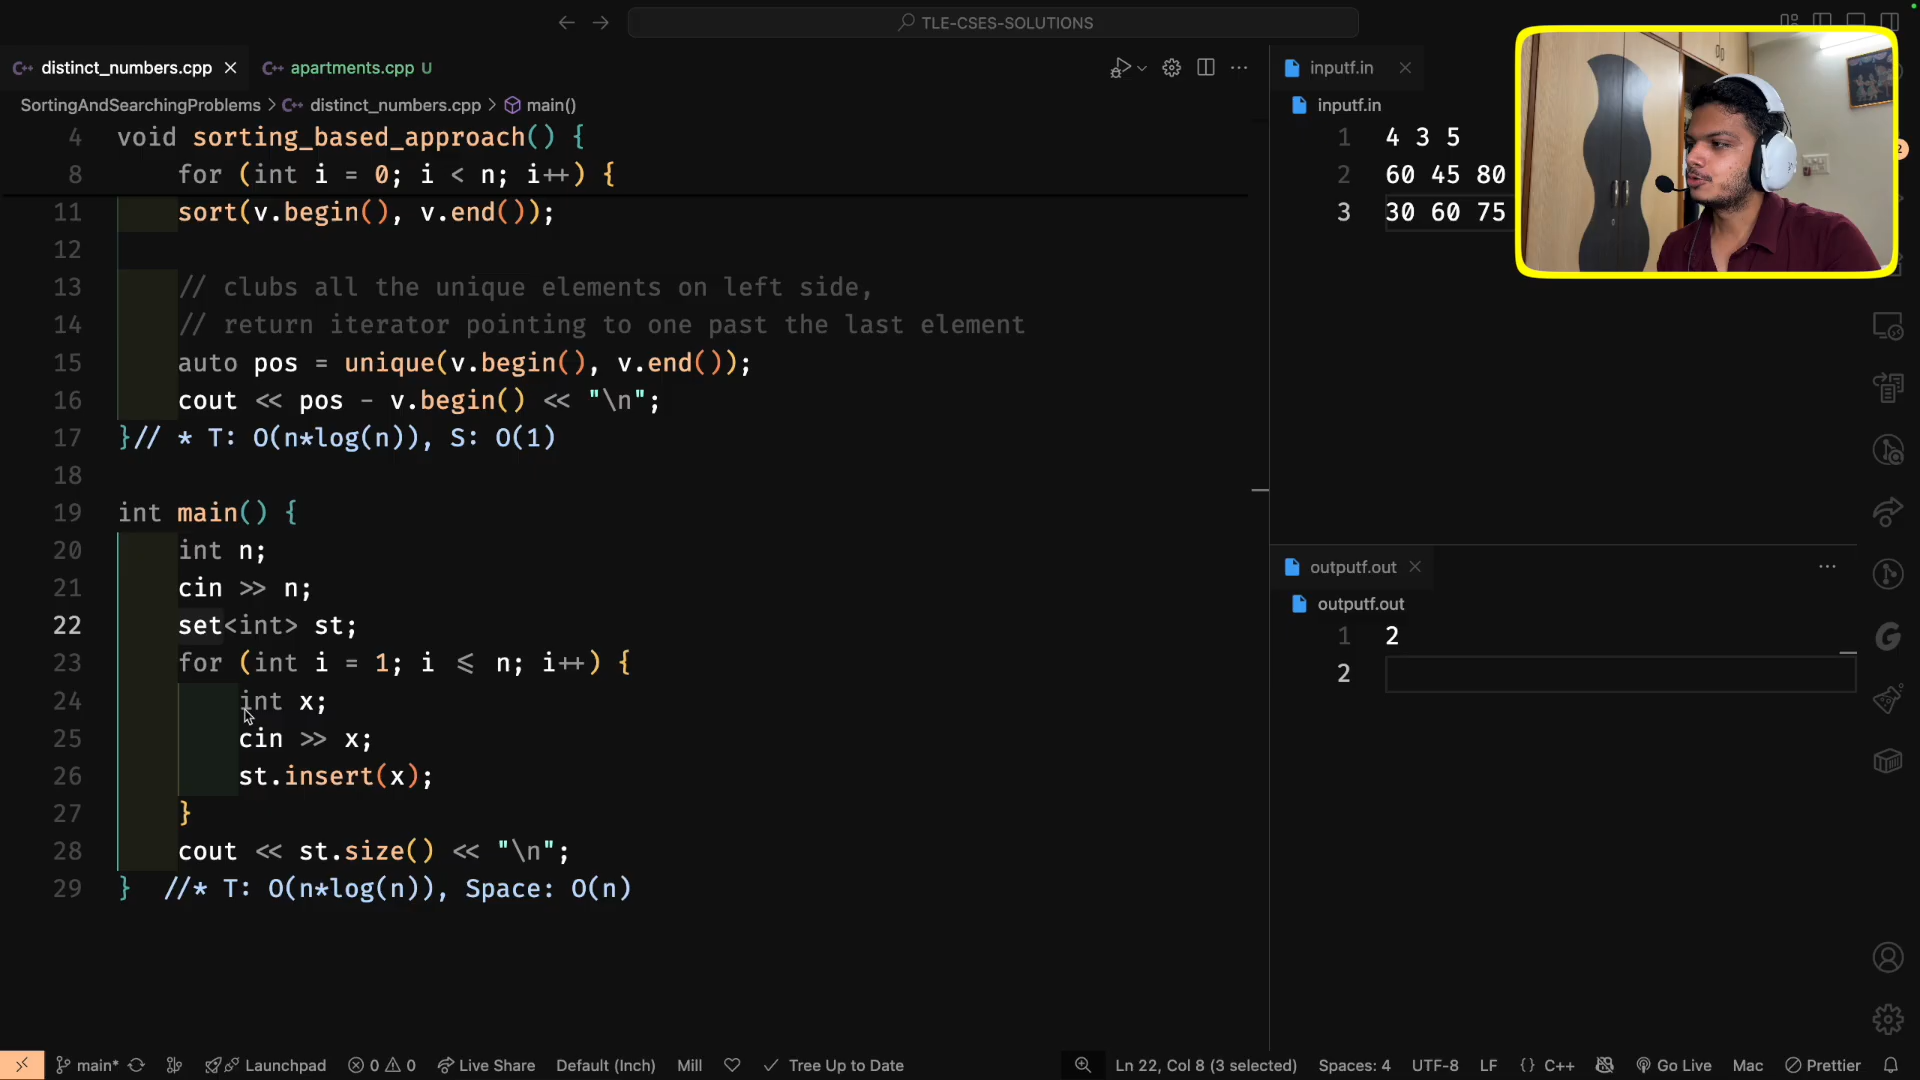 TLE-CSES-SOLUTIONS
distinct_numbers.cpp
apartments.cpp U
SortingAndSearchingProblems > distinct_numbers.cpp > main()
4 void sorting_based_approach() {
8 for (int i = 0; i < n; i++) {
11 sort(v.begin(), v.end());
12
13 // clubs all the unique elements on left side,
14 // return iterator pointing to one past the last element
15 auto pos = unique(v.begin(), v.end());
16 cout << pos - v.begin() << "\n";
17 }// * T: O(n*log(n)), S: O(1)
18
19 int main() {
20 int n;
21 cin >> n;
22 set<int> st;
23 for (int i = 1; i <= n; i++) {
24 int x;
25 cin >> x;
26 st.insert(x);
27 }
28 cout << st.size() << "\n";
29 } //* T: O(n*log(n)), Space: O(n)
inputf.in
inputf.in
1 4 3 5
2 60 45 80
3 30 60 75
outputf.out
outputf.out
1 2
2
main* 0 0 Live Share Default (Inch) Mill Tree Up to Date
Launchpad
Ln 22, Col 8 (3 selected) Spaces: 4 UTF-8 LF {} C++ Go Live Mac Prettier